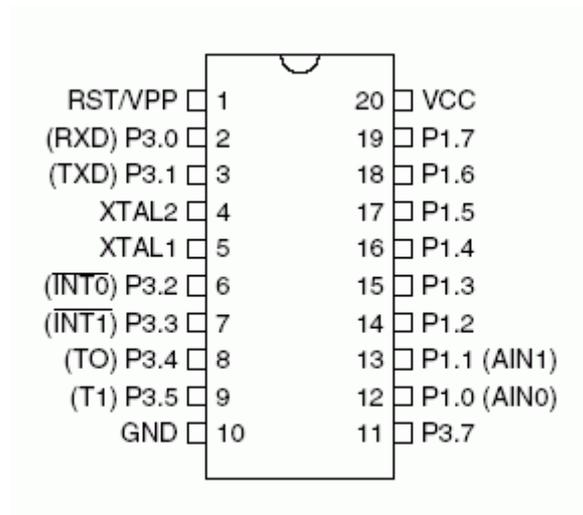 RST/VPP 1 20 VCC
(RXD) P3.0 2 19 P1.7
(TXD) P3.1 3 18 P1.6
XTAL2 4 17 P1.5
XTAL1 5 16 P1.4
(INT0) P3.2 6 15 P1.3
(INT1) P3.3 7 14 P1.2
(TO) P3.4 8 13 P1.1 (AIN1)
(T1) P3.5 9 12 P1.0 (AIN0)
GND 10 11 P3.7